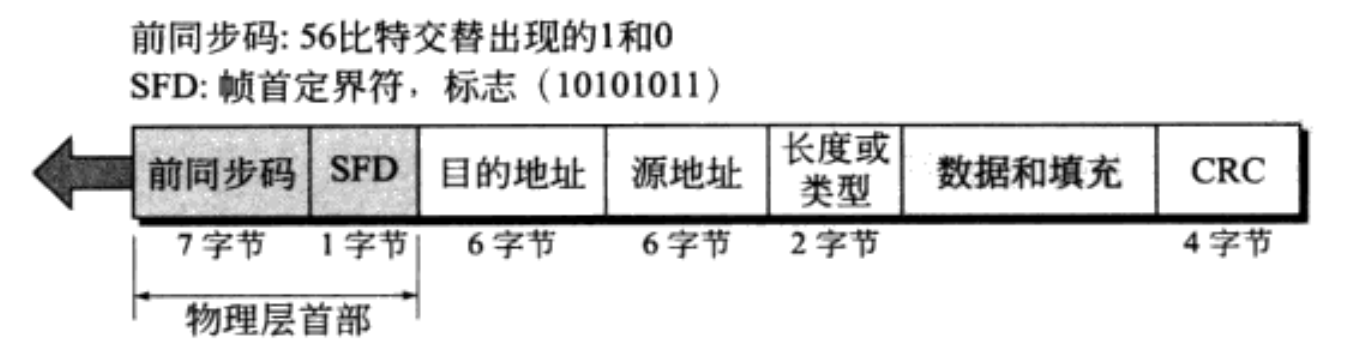 前同步码: 56比特交替出现的1和0
SFD: 帧首定界符，标志（10101011）
前同步码 SFD 目的地址 源地址 长度或类型 数据和填充 CRC
7 字节 1 字节 6 字节 6 字节 2 字节 4 字节
物理层首部